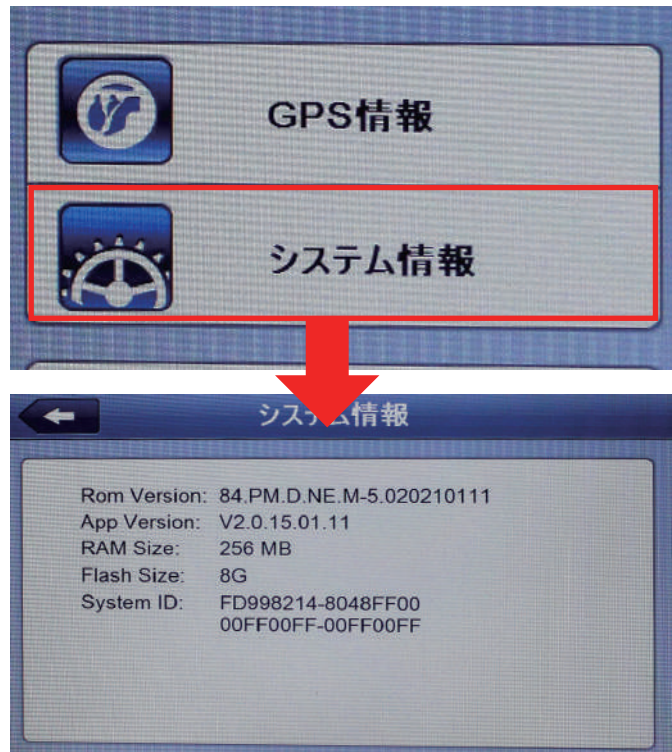 GPS情報
システム情報
システム情報
Rom Version: 84.PM.D.NE.M-5.020210111
App Version: V2.0.15.01.11
RAM Size: 256 MB
Flash Size: 8G
System ID: FD998214-8048FF00
00FF00FF-00FF00FF